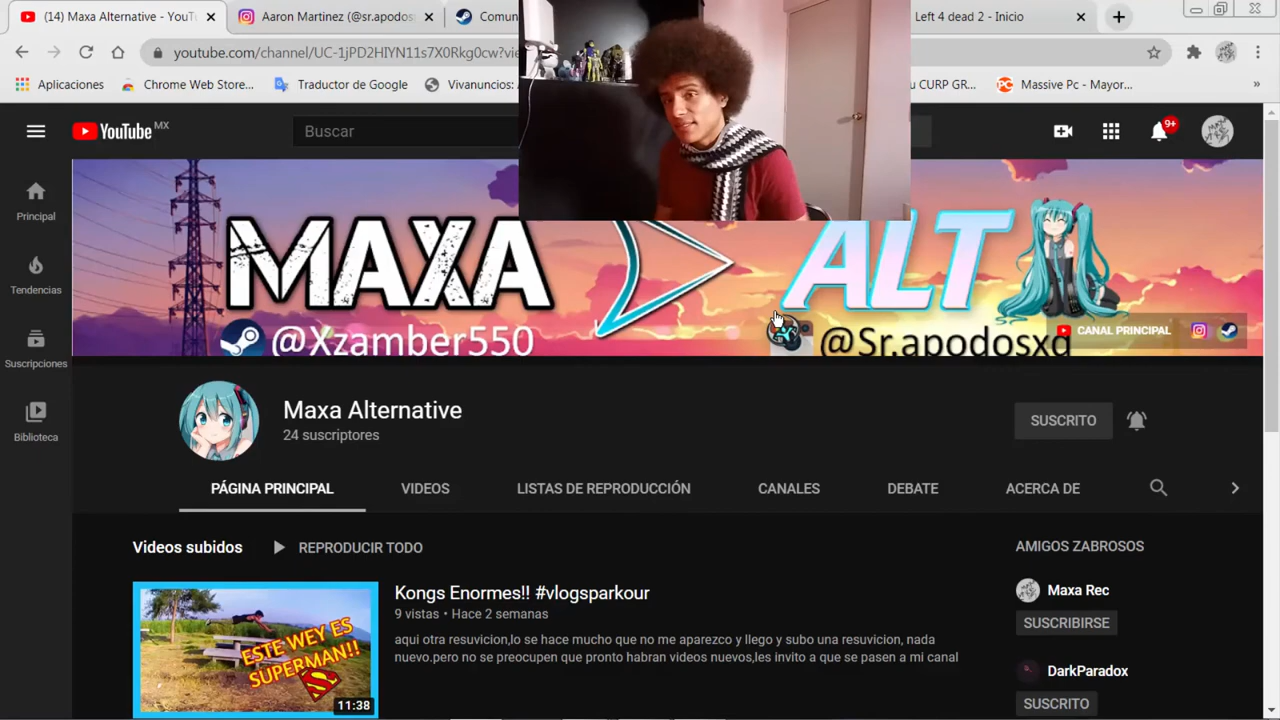 (14) Maxa Alternative - YouT
Aaron Martinez (@sr.apodos
Comun
Left 4 dead 2 - Inicio
youtube.com/channel/UC-1jPD2HlYN11s7X0Rkg0cw?vie
Aplicaciones
Chrome Web Store...
Traductor de Google
Vivanuncios:
u CURP GR...
Massive Pc - Mayor...
»
YouTube MX
Buscar
9+
Principal
Tendencias
Suscripciones
Biblioteca
MAXA ALT
@Xzamber550
@Sr.apodosxg
CANAL PRINCIPAL
Maxa Alternative
24 suscriptores
SUSCRITO
PÁGINA PRINCIPAL
VIDEOS
LISTAS DE REPRODUCCIÓN
CANALES
DEBATE
ACERCA DE
Videos subidos
REPRODUCIR TODO
AMIGOS ZABROSOS
ESTE WEY ES
SUPERMAN!!
11:38
Kongs Enormes!! #vlogsparkour
9 vistas • Hace 2 semanas
aqui otra resuvicion,lo se hace mucho que no me aparezco y llego y subo una resuvicion, nada
nuevo.pero no se preocupen que pronto habran videos nuevos,les invito a que se pasen a mi canal
Maxa Rec
SUSCRIBIRSE
DarkParadox
SUSCRITO